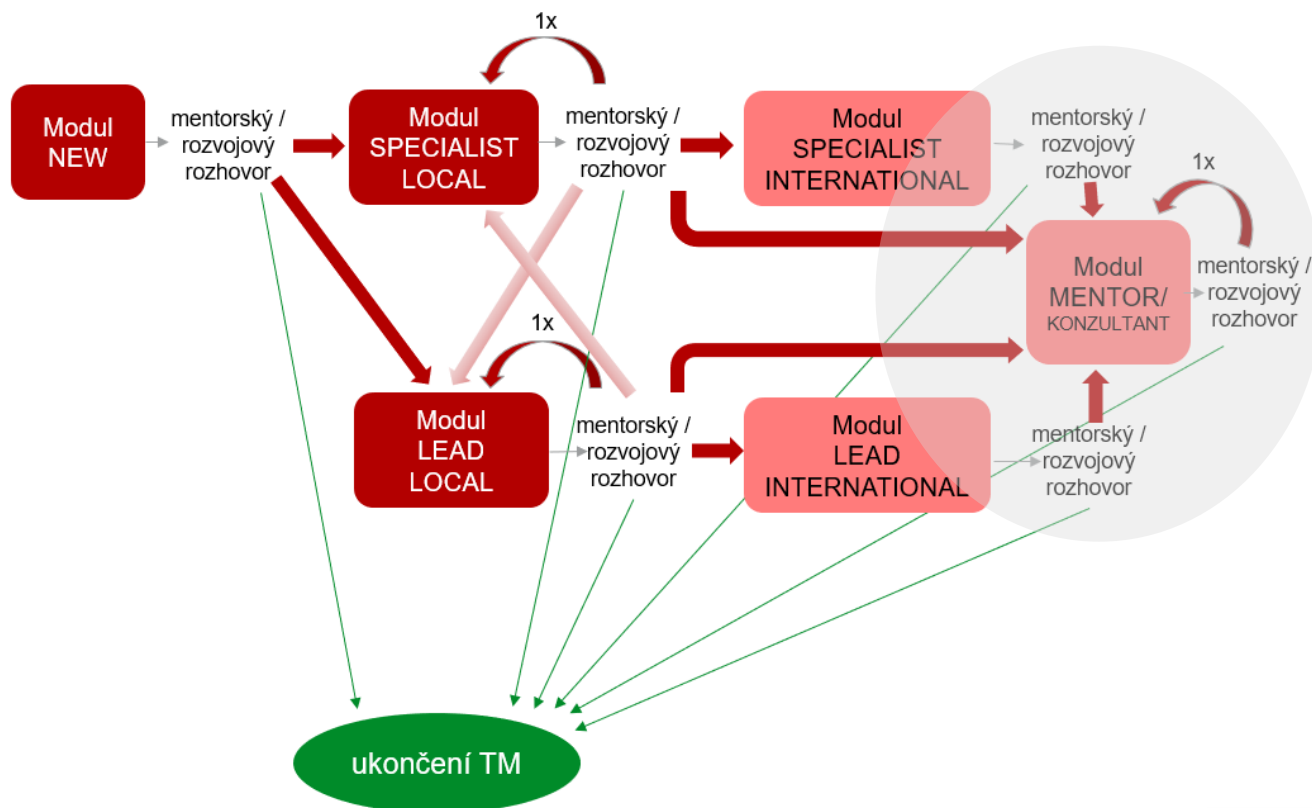 1x
Modul
NEW
mentorský /
rozvojový
rozhovor
Modul
SPECIALIST
LOCAL
mentorský /
rozvojový
rozhovor
Modul
SPECIALIST
INTERNATIONAL
mentorský /
rozvojový
rozhovor
1x
Modul
MENTOR/
KONZULTANT
mentorský /
rozvojový
rozhovor
1x
Modul
LEAD
LOCAL
mentorský /
rozvojový
rozhovor
Modul
LEAD
INTERNATIONAL
mentorský /
rozvojový
rozhovor
ukončení TM